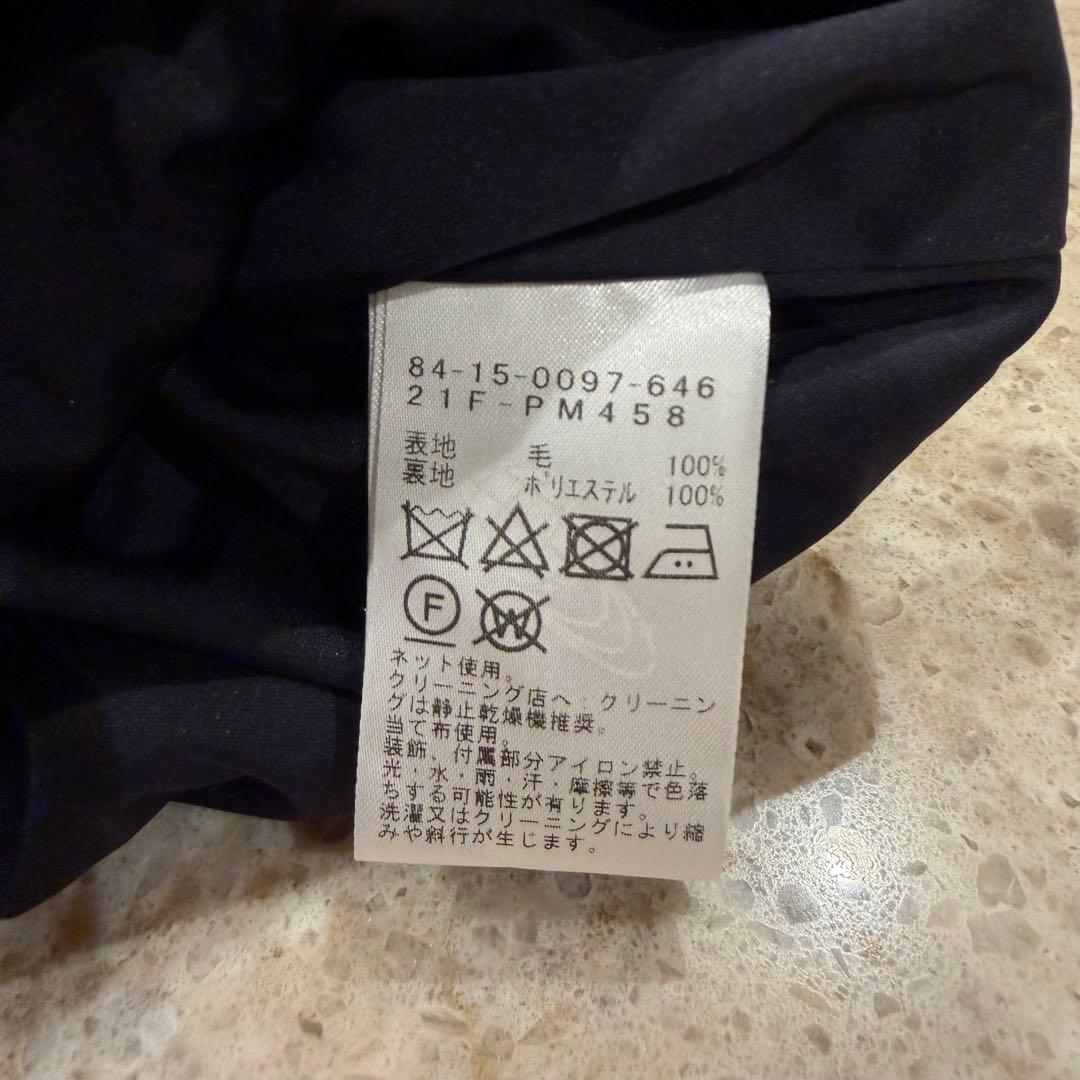 84-15-0097-646
21F-PM458
表地 毛 100%
裏地 ポリエステル 100%
F
W
ネット使用。
クリーニング店へ・クリーニン
グは静止乾燥機推奨。
当て布使用。
装飾、付属部分アイロン禁止。
光・水・雨・汗・摩擦等で色落
ちする可能性が有ります。
洗濯又はクリーニングにより縮
みや斜行が生じます。